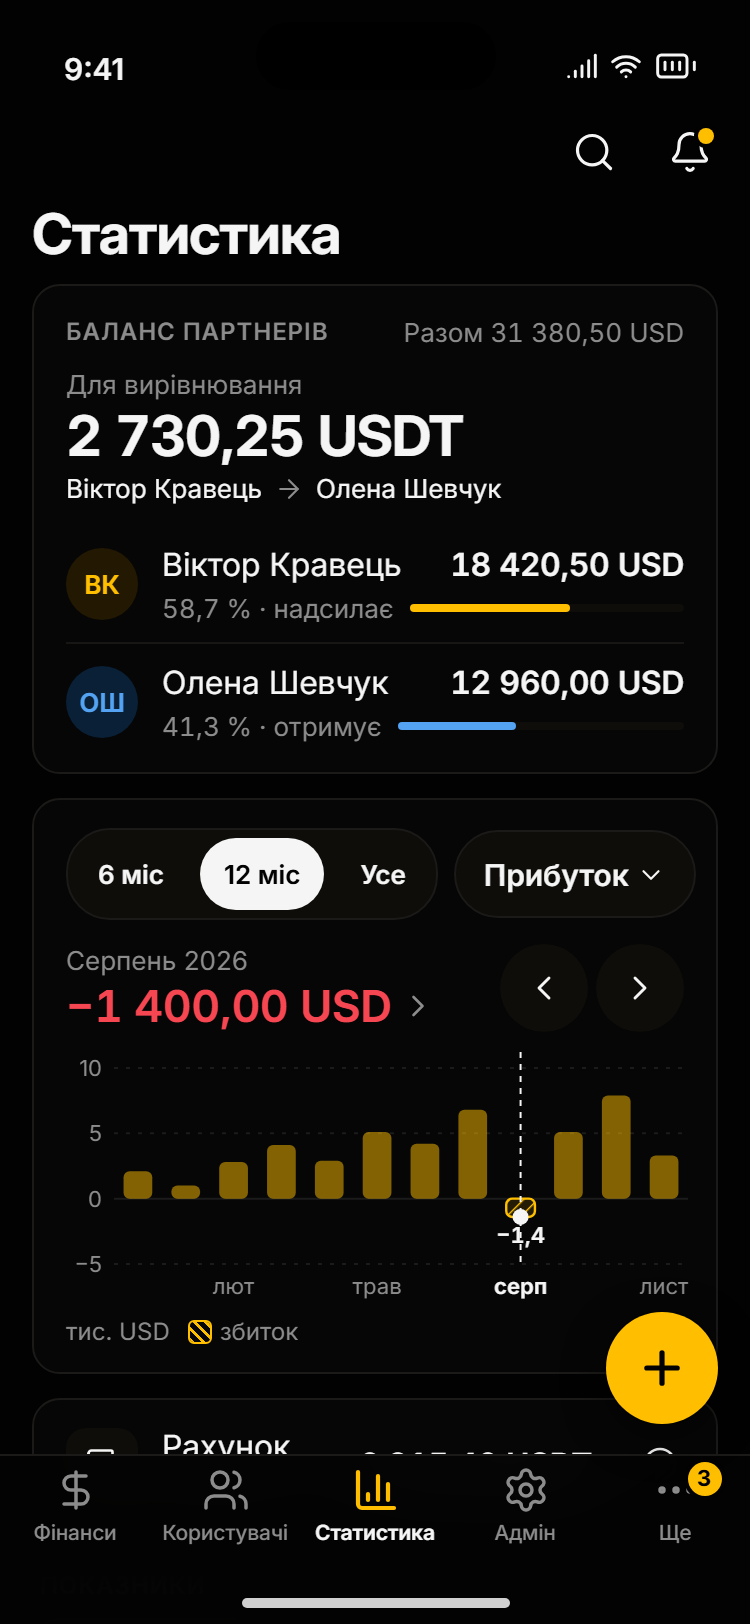 9:41
Статистика
БАЛАНС ПАРТНЕРІВ
Разом 31 380,50 USD
Для вирівнювання
2 730,25 USDT
Віктор Кравець → Олена Шевчук
ВК
Віктор Кравець
18 420,50 USD
58,7 % · надсилає
ОШ
Олена Шевчук
12 960,00 USD
41,3 % · отримує
6 міс
12 міс
Усе
Прибуток
Серпень 2026
−1 400,00 USD
10
5
0
−5
−1,4
лют
трав
серп
лист
тис. USD
збиток
Рахунок
3
Фінанси
Користувачі
Статистика
Адмін
Ще